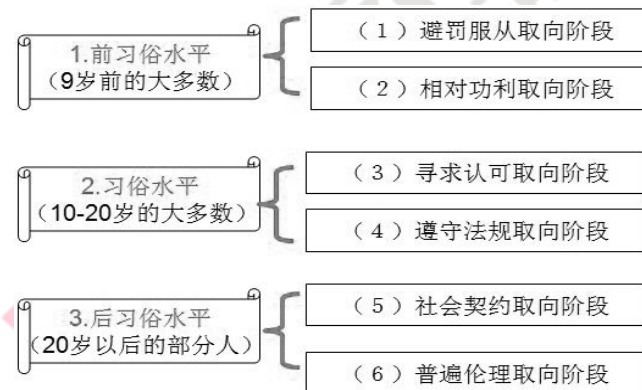 1.前习俗水平
（9岁前的大多数）
（1）避罚服从取向阶段
（2）相对功利取向阶段
2.习俗水平
（10-20岁的大多数）
（3）寻求认可取向阶段
（4）遵守法规取向阶段
3.后习俗水平
（20岁以后的部分人）
（5）社会契约取向阶段
（6）普遍伦理取向阶段